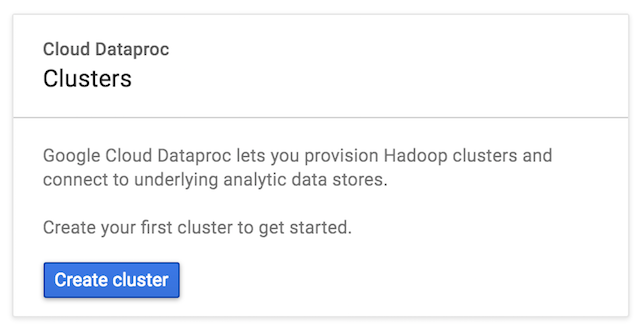 Cloud Dataproc
Clusters
Google Cloud Dataproc lets you provision Hadoop clusters and
connect to underlying analytic data stores.
Create your first cluster to get started.
Create cluster